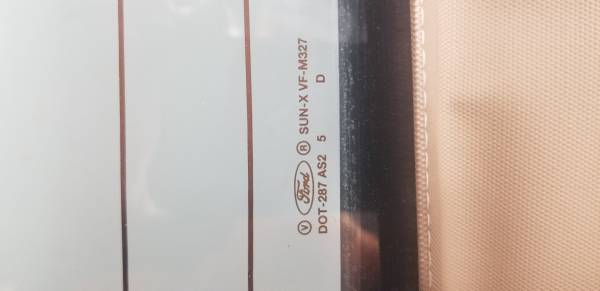 Ⓥ Ford Ⓡ SUN-X VF-M327
DOT-287 AS2 5 D